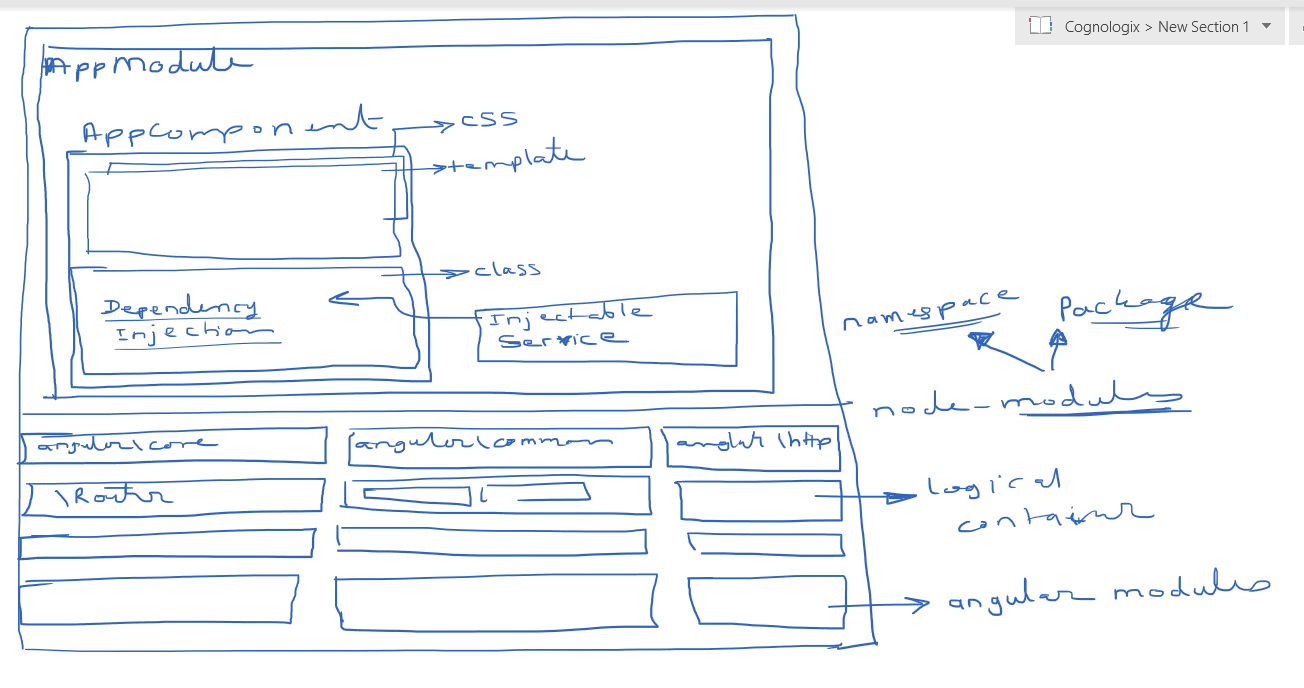 Cognologix > New Section 1
AppModule
AppComponent
css
template
class
Dependency
Injection
Injectable
Service
namespace
Package
node-modules
angular\core
angular\common
angular\http
\Router
Logical
container
angular modules